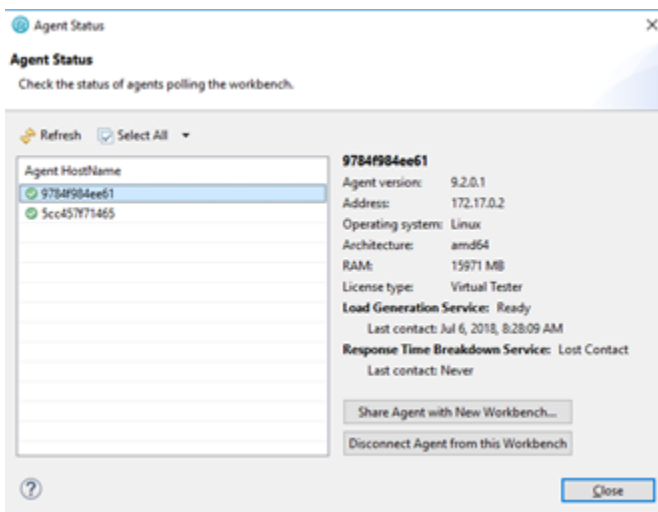 Agent Status
Agent Status
Check the status of agents polling the workbench.
Refresh Select All
Agent HostName
9784f984ee61
5cc457f71465
9784f984ee61
Agent version: 9.2.0.1
Address: 172.17.0.2
Operating system: Linux
Architecture: amd64
RAM: 15971 MB
License type: Virtual Tester
Load Generation Service: Ready
Last contact: Jul 6, 2018, 8:28:09 AM
Response Time Breakdown Service: Lost Contact
Last contact: Never
Share Agent with New Workbench...
Disconnect Agent from this Workbench
?
Close